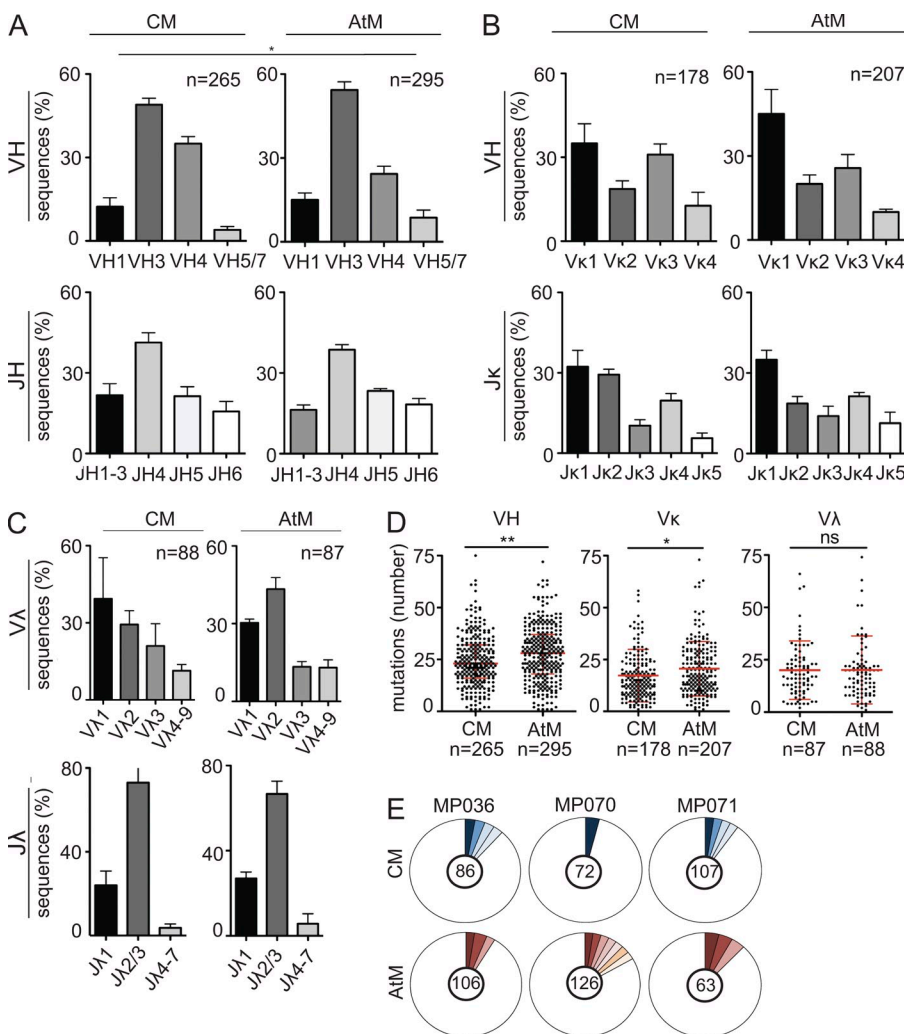 A
CM
AtM
*
VH
sequences (%)
60
30
0
n=265
VH1 VH3 VH4 VH5/7
60
30
0
n=295
VH1 VH3 VH4 VH5/7
JH
sequences (%)
60
30
0
JH1-3 JH4 JH5 JH6
60
30
0
JH1-3 JH4 JH5 JH6
B
CM
AtM
VH
sequences (%)
60
30
0
n=178
Vκ1 Vκ2 Vκ3 Vκ4
60
30
0
n=207
Vκ1 Vκ2 Vκ3 Vκ4
Jκ
sequences (%)
60
30
0
Jκ1 Jκ2 Jκ3 Jκ4 Jκ5
60
30
0
Jκ1 Jκ2 Jκ3 Jκ4 Jκ5
C
CM
AtM
Vλ
sequences (%)
60
30
0
n=88
Vλ1 Vλ2 Vλ3 Vλ4-9
60
30
0
n=87
Vλ1 Vλ2 Vλ3 Vλ4-9
Jλ
sequences (%)
80
40
0
Jλ1 Jλ2/3 Jλ4-7
80
40
0
Jλ1 Jλ2/3 Jλ4-7
D
VH
**
mutations (number)
75
50
25
0
CM AtM
n=265 n=295
Vκ
*
75
50
25
0
CM AtM
n=178 n=207
Vλ
ns
75
50
25
0
CM AtM
n=87 n=88
E
MP036 MP070 MP071
CM
86 72 107
AtM
106 126 63